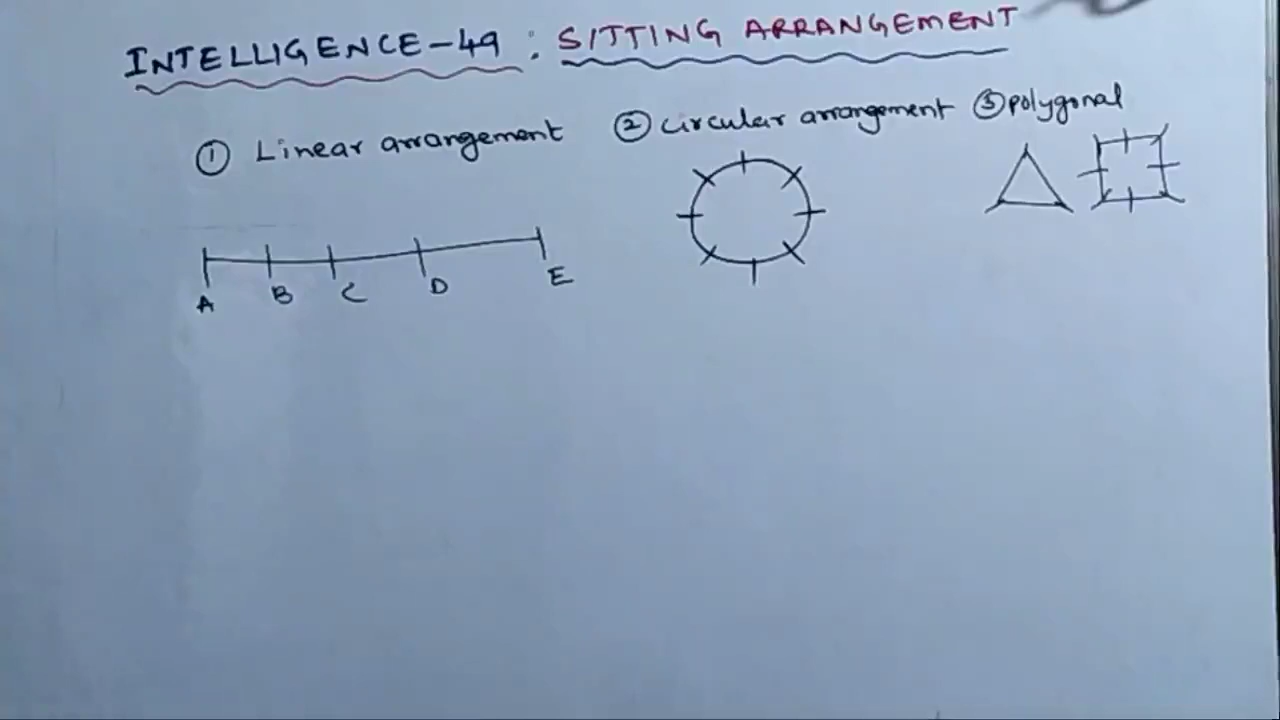 INTELLIGENCE-49 : SITTING ARRANGEMENT
① Linear arrangement ② circular arrangement ③ polygonal
A B C D E